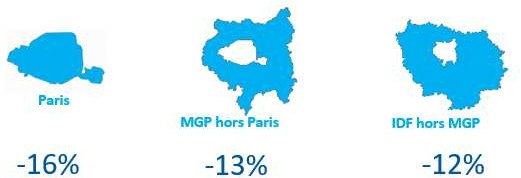 Paris
MGP hors Paris
IDF hors MGP
-16%
-13%
-12%